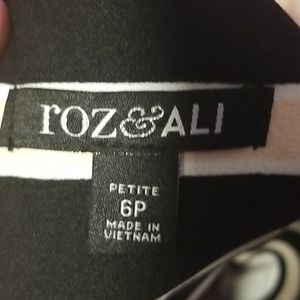 roz&ALI
PETITE
6P
MADE IN
VIETNAM